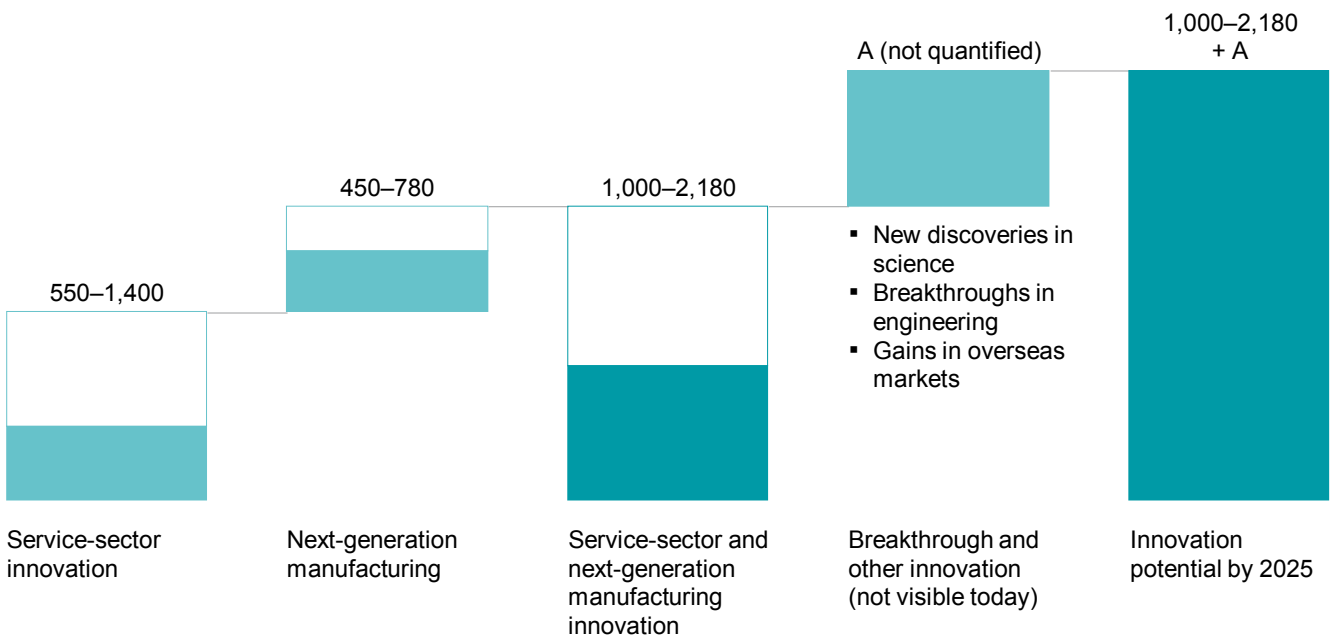 550–1,400
450–780
1,000–2,180
A (not quantified)
▪ New discoveries in
science
▪ Breakthroughs in
engineering
▪ Gains in overseas
markets
1,000–2,180
+ A
Service-sector
innovation
Next-generation
manufacturing
Service-sector and
next-generation
manufacturing
innovation
Breakthrough and
other innovation
(not visible today)
Innovation
potential by 2025